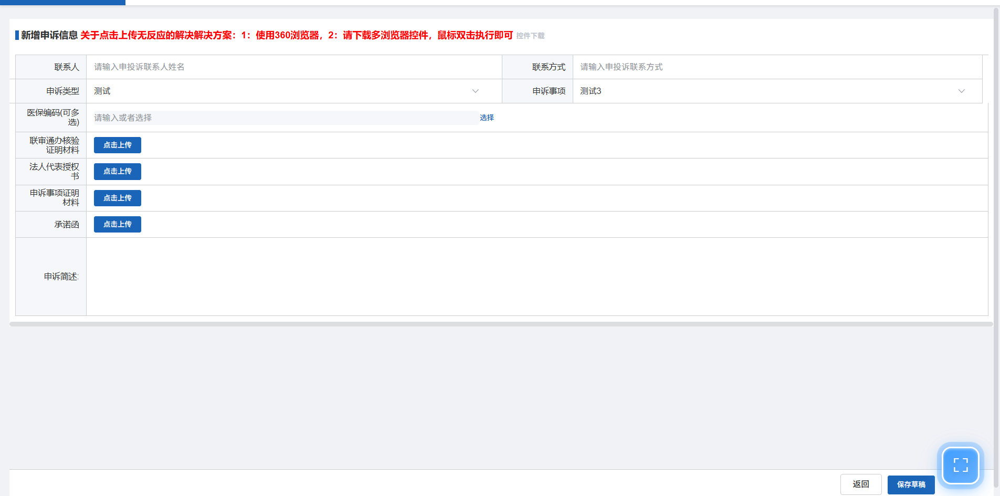 新增申诉信息 关于点击上传无反应的解决解决方案：1：使用360浏览器，2：请下载多浏览器控件，鼠标双击执行即可 控件下载
联系人 请输入申投诉联系人姓名 联系方式 请输入申投诉联系方式
申诉类型 测试 申诉事项 测试3
医保编码(可多
选) 请输入或者选择 选择
联审通办核验
证明材料 点击上传
法人代表授权
书 点击上传
申诉事项证明
材料 点击上传
承诺函 点击上传
申诉简述:
返回 保存草稿